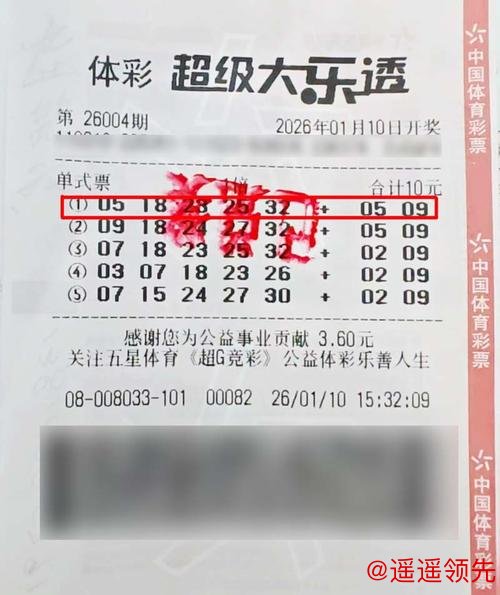 体彩 超级大乐透
第 26004期
2026年01月10日开奖
单式票 1倍 合计10元
① 05 18 23 25 32 + 05 09
② 09 18 24 27 32 + 05 09
③ 07 18 23 25 32 + 02 09
④ 03 07 18 23 26 + 02 09
⑤ 07 15 24 27 30 + 02 09
感谢您为公益事业贡献 3.60元
关注五星体育《超G竞彩》公益体彩乐善人生
08-008033-101 00082 26/01/10 15:32:09
中国体育彩票
中国体育彩票
中国体育彩票
@遥遥领先